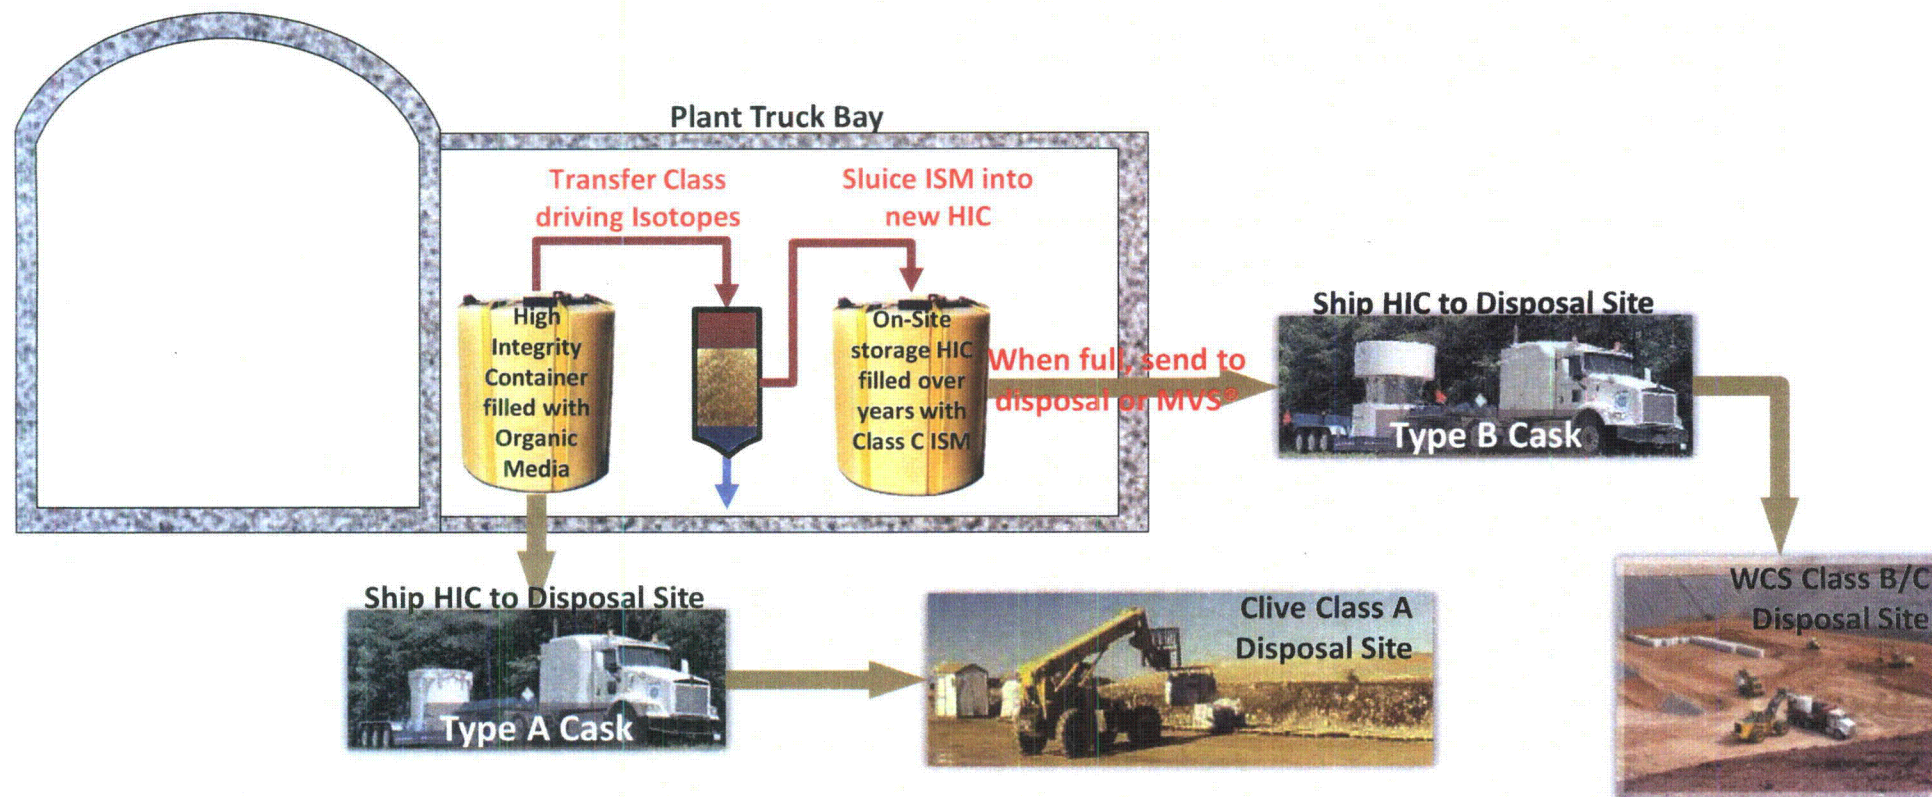 Plant Truck Bay
Transfer Class
driving Isotopes
Sluice ISM into
new HIC
High
Integrity
Container
filled with
Organic
Media
On-Site
storage HIC
filled over
years with
Class C ISM
When full, send to
disposal or MVS®
Ship HIC to Disposal Site
Type B Cask
WCS Class B/C
Disposal Site
Ship HIC to Disposal Site
Type A Cask
Clive Class A
Disposal Site